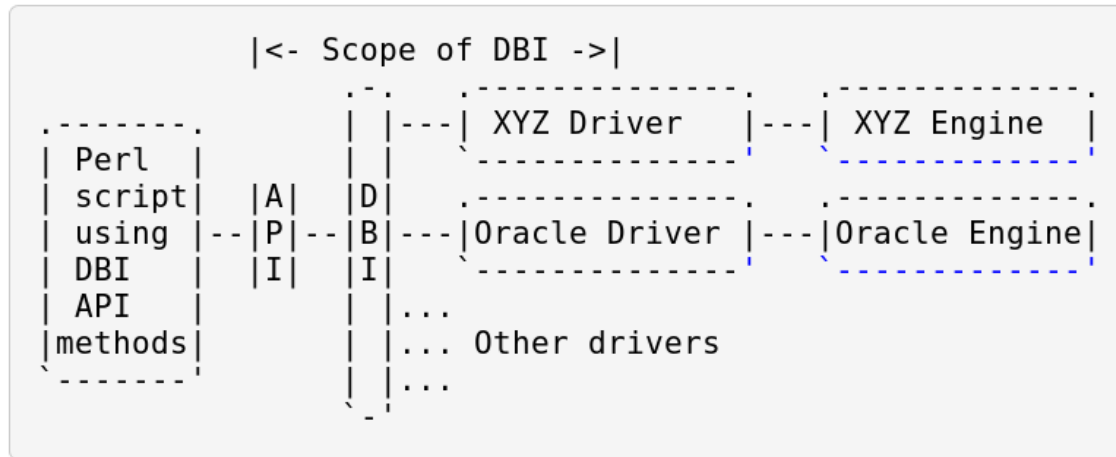 |<- Scope of DBI ->|
                  .-.   .--------------.   .-------------.
  .-------.       | |---| XYZ Driver   |---| XYZ Engine  |
  | Perl  |       | |   `--------------'   `-------------'
  | script|  |A|  |D|   .--------------.   .-------------.
  | using |--|P|--|B|---|Oracle Driver |---|Oracle Engine|
  | DBI   |  |I|  |I|   `--------------'   `-------------'
  | API   |       | |...
  |methods|       | |... Other drivers
  `-------'       | |...
                  `-'